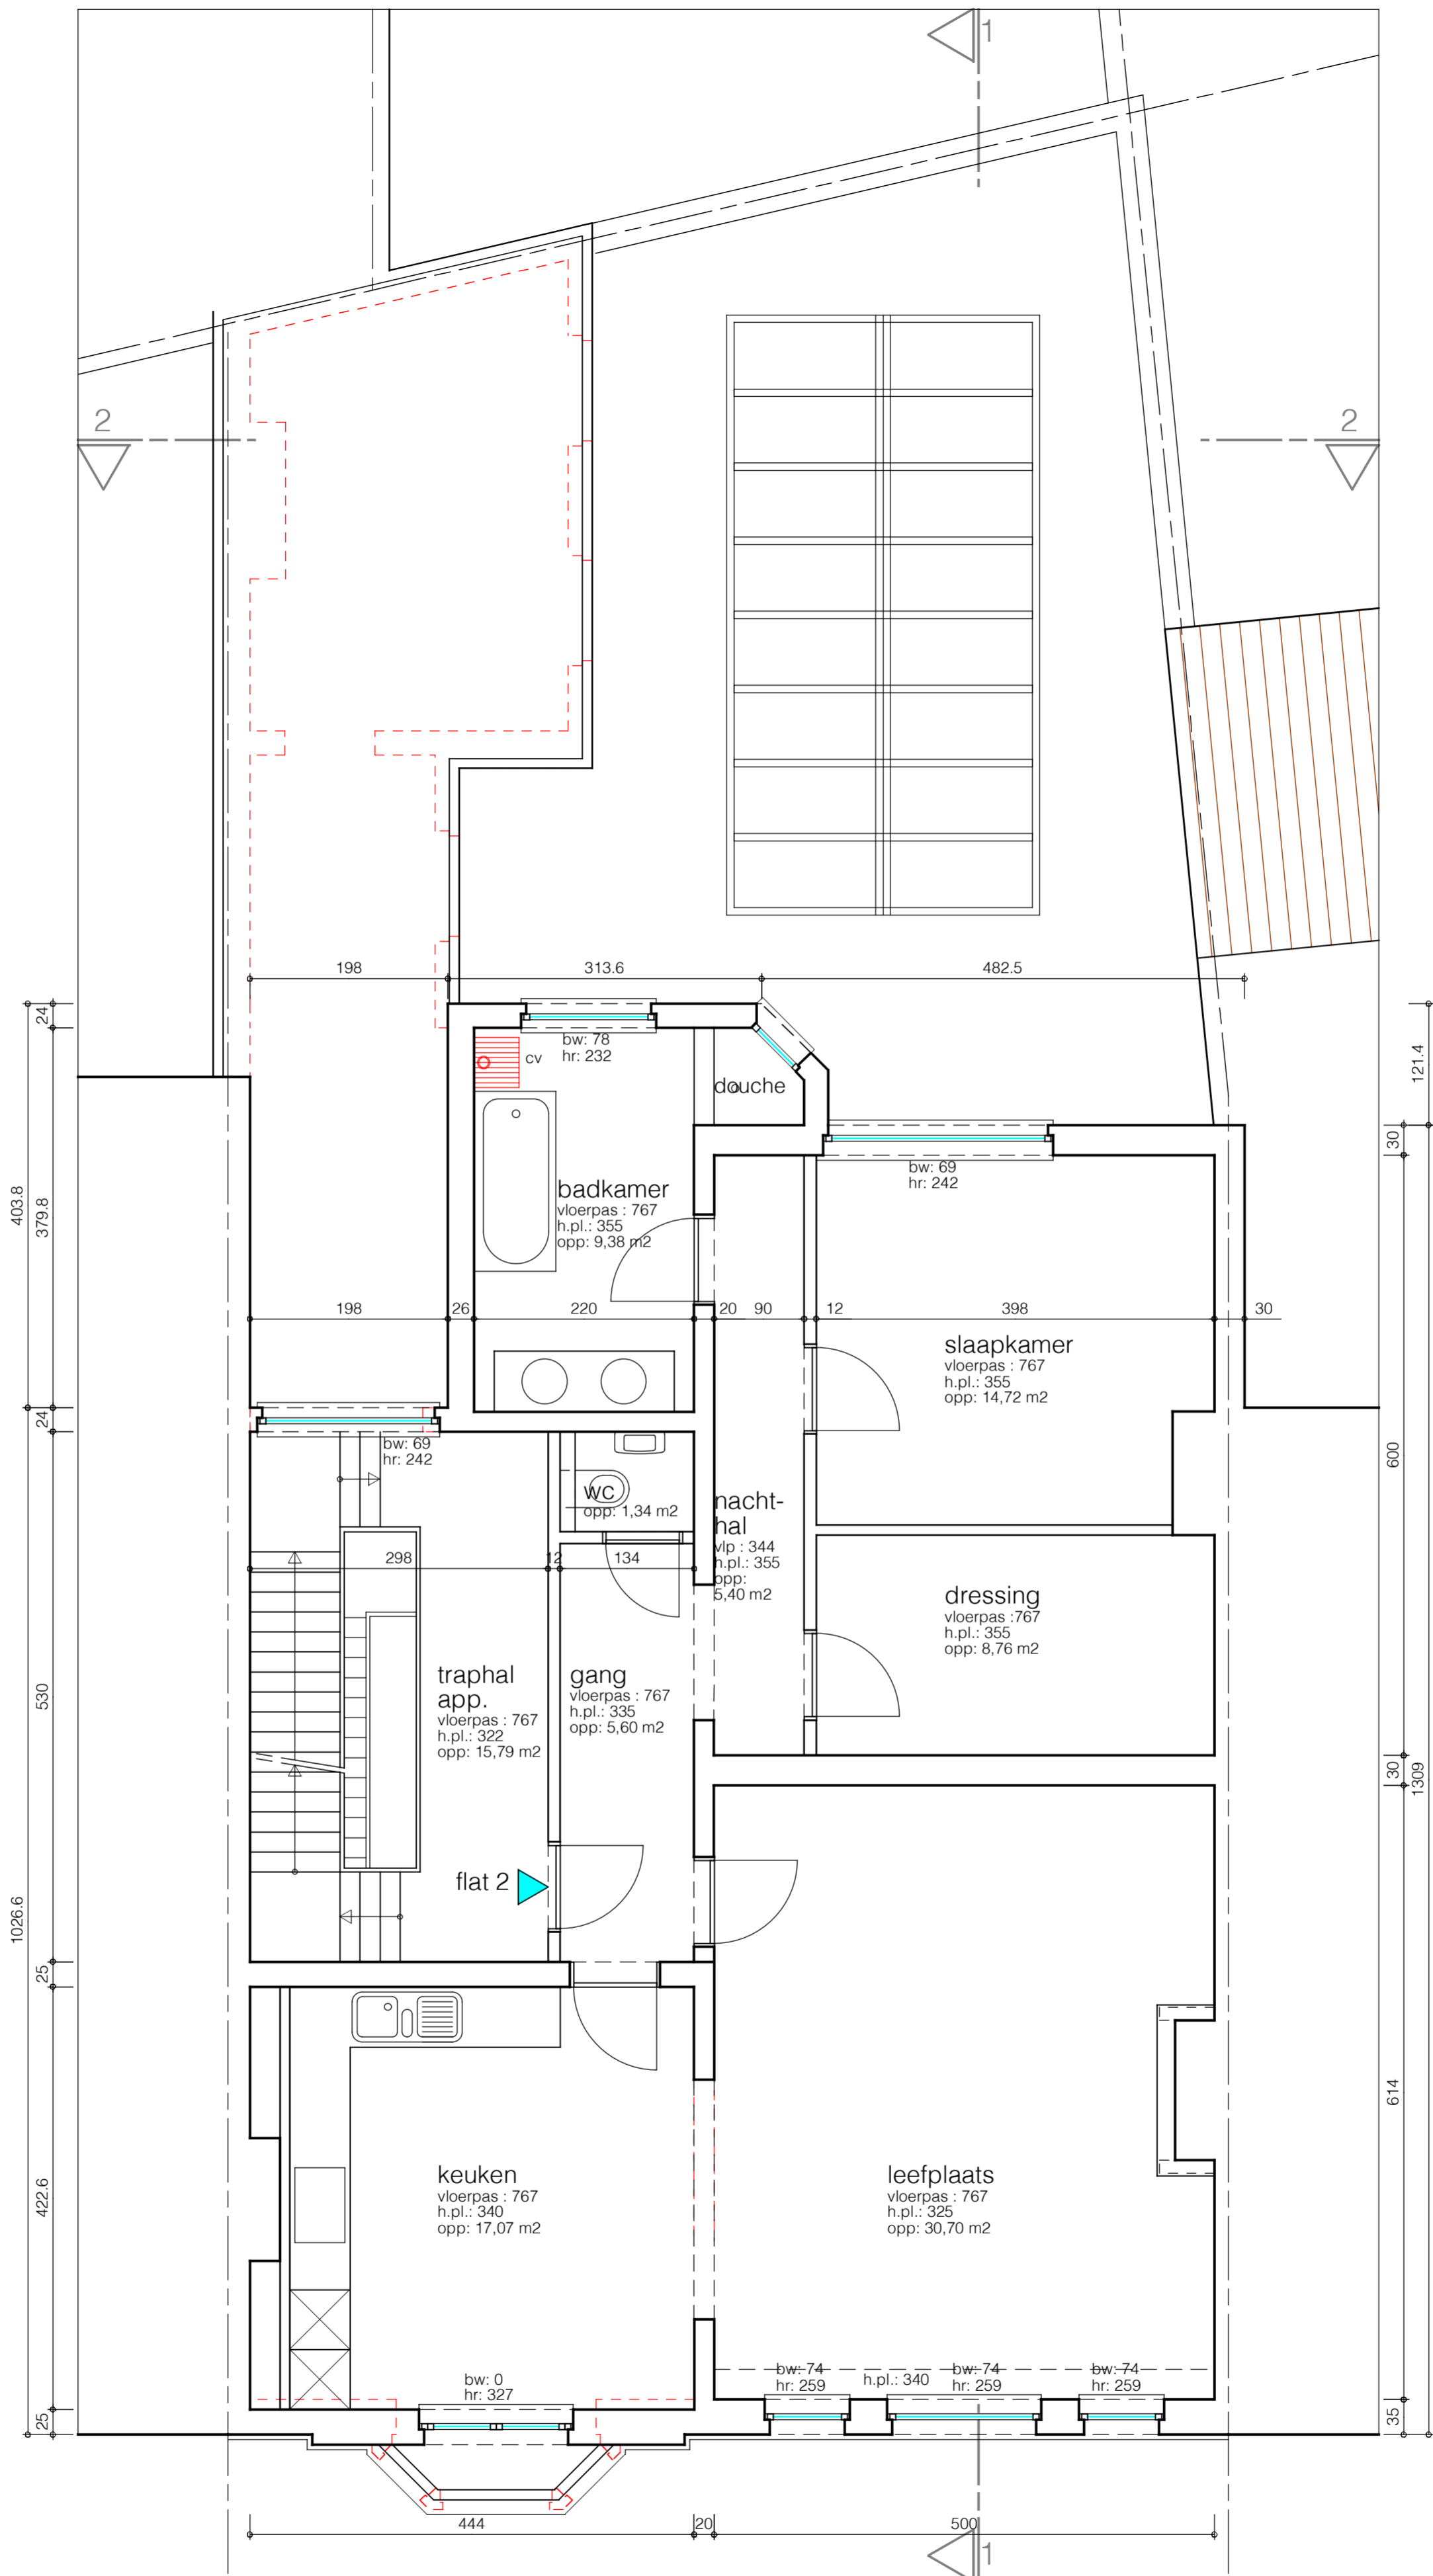 1
2
2
198
313.6
482.5
24
121.4
bw: 78
hr: 232
cv
douche
30
bw: 69
hr: 242
badkamer
vloerpas : 767
h.pl.: 355
opp: 9,38 m2
403.8
379.8
198
26
220
20
90
12
398
30
slaapkamer
vloerpas : 767
h.pl.: 355
opp: 14,72 m2
24
bw: 69
hr: 242
600
wc
opp: 1,34 m2
nacht-
hal
vlp : 344
h.pl.: 355
opp:
5,40 m2
298
12
134
dressing
vloerpas :767
h.pl.: 355
opp: 8,76 m2
530
traphal
app.
vloerpas : 767
h.pl.: 322
opp: 15,79 m2
gang
vloerpas : 767
h.pl.: 335
opp: 5,60 m2
30
1309
flat 2
1026.6
25
614
422.6
keuken
vloerpas : 767
h.pl.: 340
opp: 17,07 m2
leefplaats
vloerpas : 767
h.pl.: 325
opp: 30,70 m2
bw: 0
hr: 327
bw: 74
hr: 259
h.pl.: 340
bw: 74
hr: 259
bw: 74
hr: 259
25
35
444
20
500
1